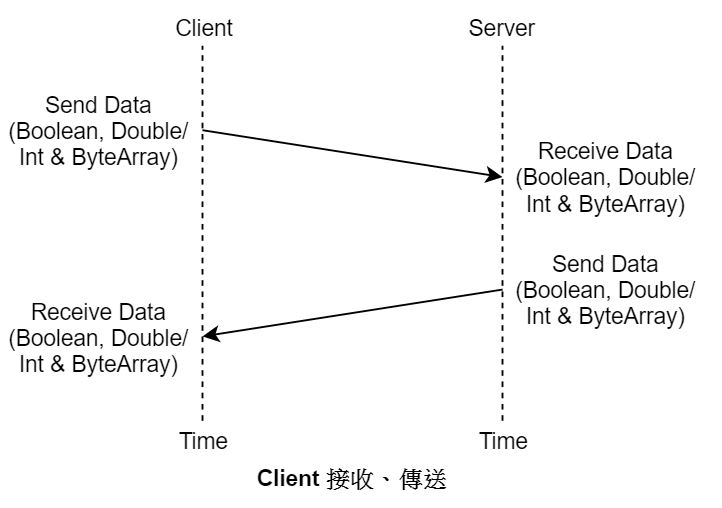 Client
Server
Send Data
(Boolean, Double/
Int & ByteArray)
Receive Data
(Boolean, Double/
Int & ByteArray)
Send Data
(Boolean, Double/
Int & ByteArray)
Receive Data
(Boolean, Double/
Int & ByteArray)
Time
Time
Client 接收、傳送